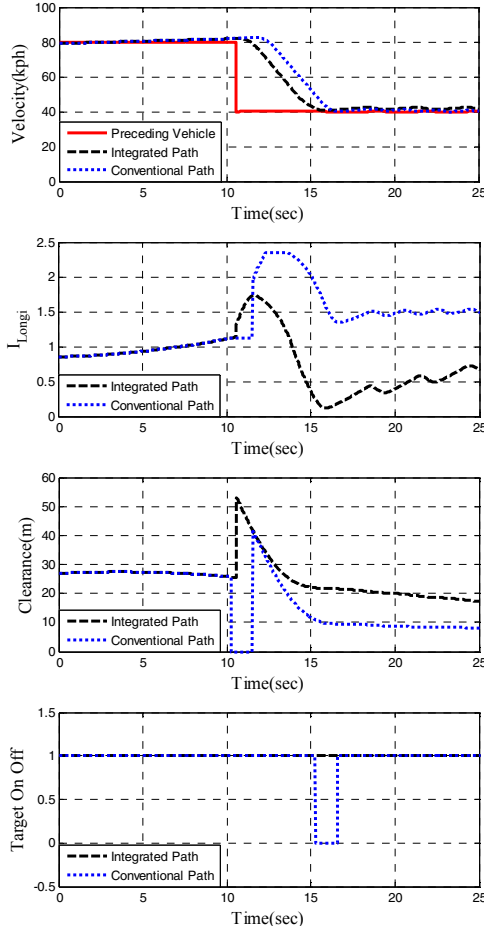 100
80
60
40
20
0
Velocity(kph)
Preceding Vehicle
Integrated Path
Conventional Path
0 5 10 15 20 25
Time(sec)
2.5
2
1.5
1
0.5
0
I_Longi
Integrated Path
Conventional Path
0 5 10 15 20 25
Time(sec)
60
50
40
30
20
10
0
Clearance(m)
Integrated Path
Conventional Path
0 5 10 15 20 25
Time(sec)
1.5
1
0.5
0
-0.5
Target On Off
Integrated Path
Conventional Path
0 5 10 15 20 25
Time(sec)